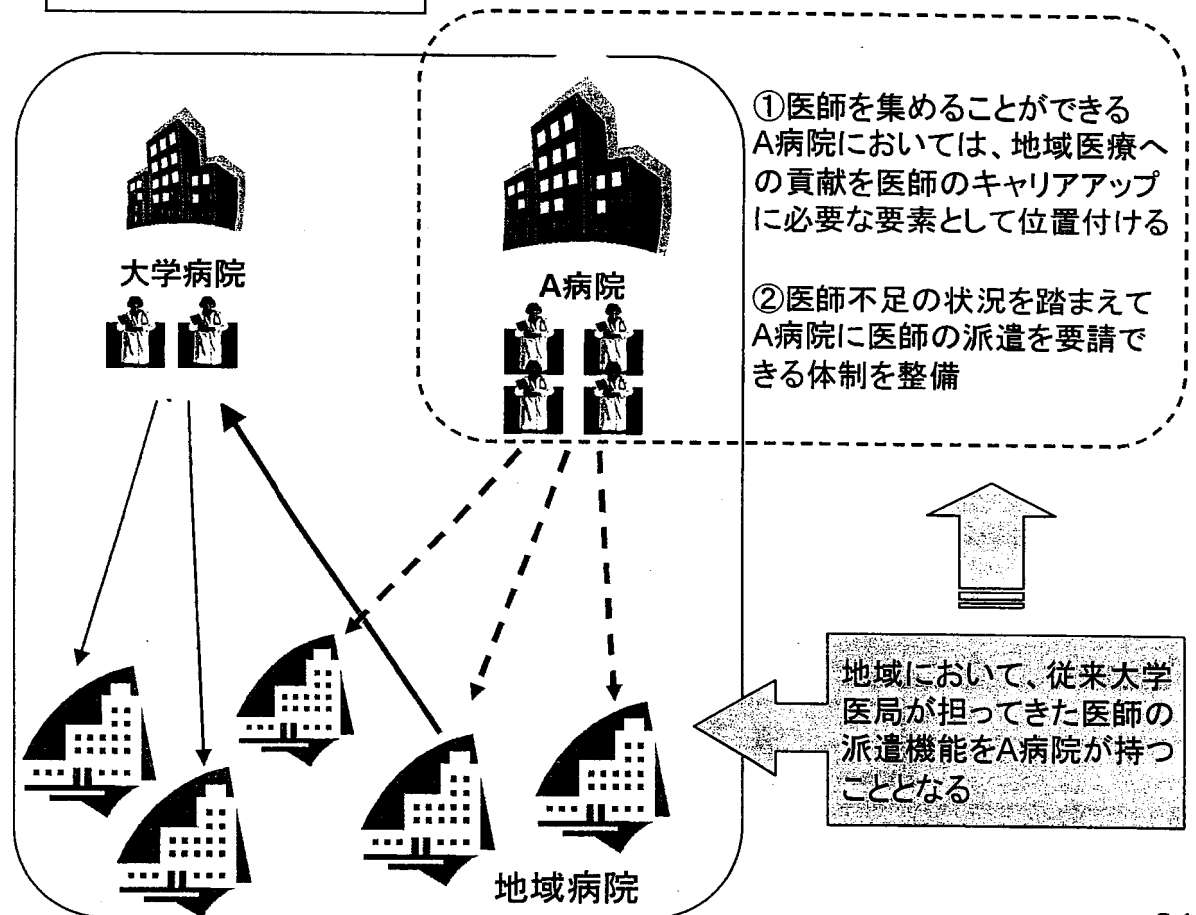 ①医師を集めることができる
A病院においては、地域医療へ
の貢献を医師のキャリアアップ
に必要な要素として位置付ける
②医師不足の状況を踏まえて
A病院に医師の派遣を要請で
きる体制を整備
大学病院
A病院
地域において、従来大学
医局が担ってきた医師の
派遣機能をA病院が持つ
こととなる
地域病院